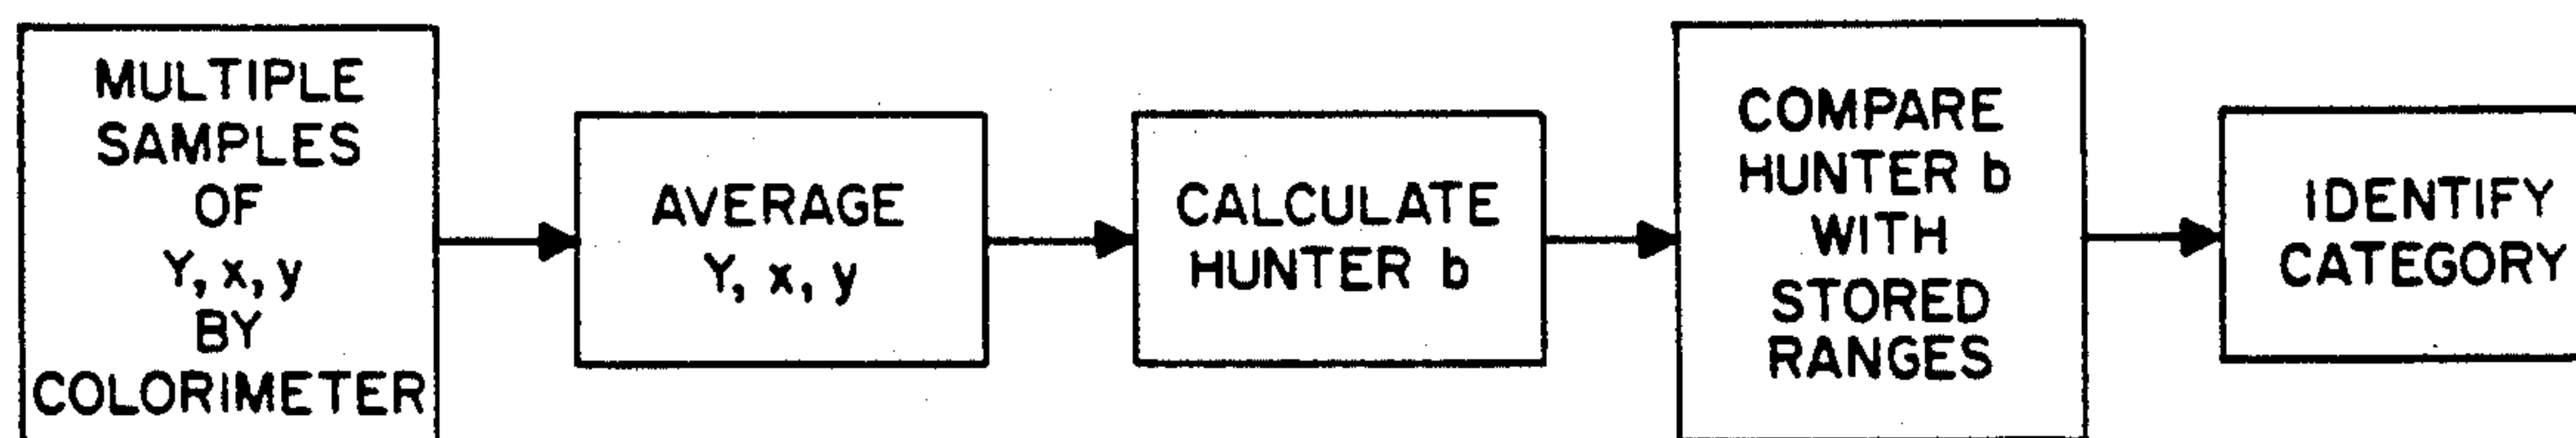 MULTIPLE
SAMPLES
OF
Y, x, y
BY
COLORIMETER
AVERAGE
Y, x, y
CALCULATE
HUNTER b
COMPARE
HUNTER b
WITH
STORED
RANGES
IDENTIFY
CATEGORY